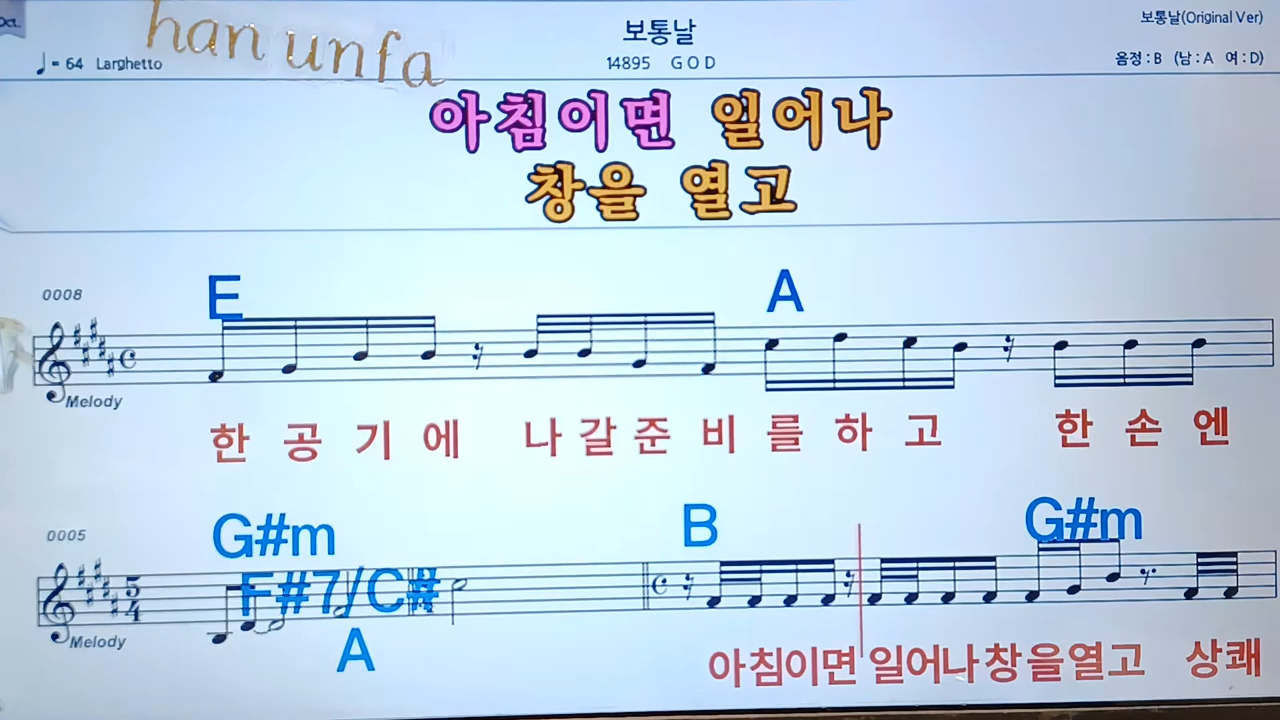 Oct.
han unfa
보통날
보통날(Original Ver)
♩= 64 Larghetto
14895 G O D
음정 : B (남 : A 여 : D)
아침이면 일어나
창을 열고
0008
E A
Melody
한 공 기 에 나 갈 준 비 를 하 고 한 손 엔
0005
G#m B G#m
F#7/C#
5
4
A
Melody
아침이면 일어나창을열고 상쾌